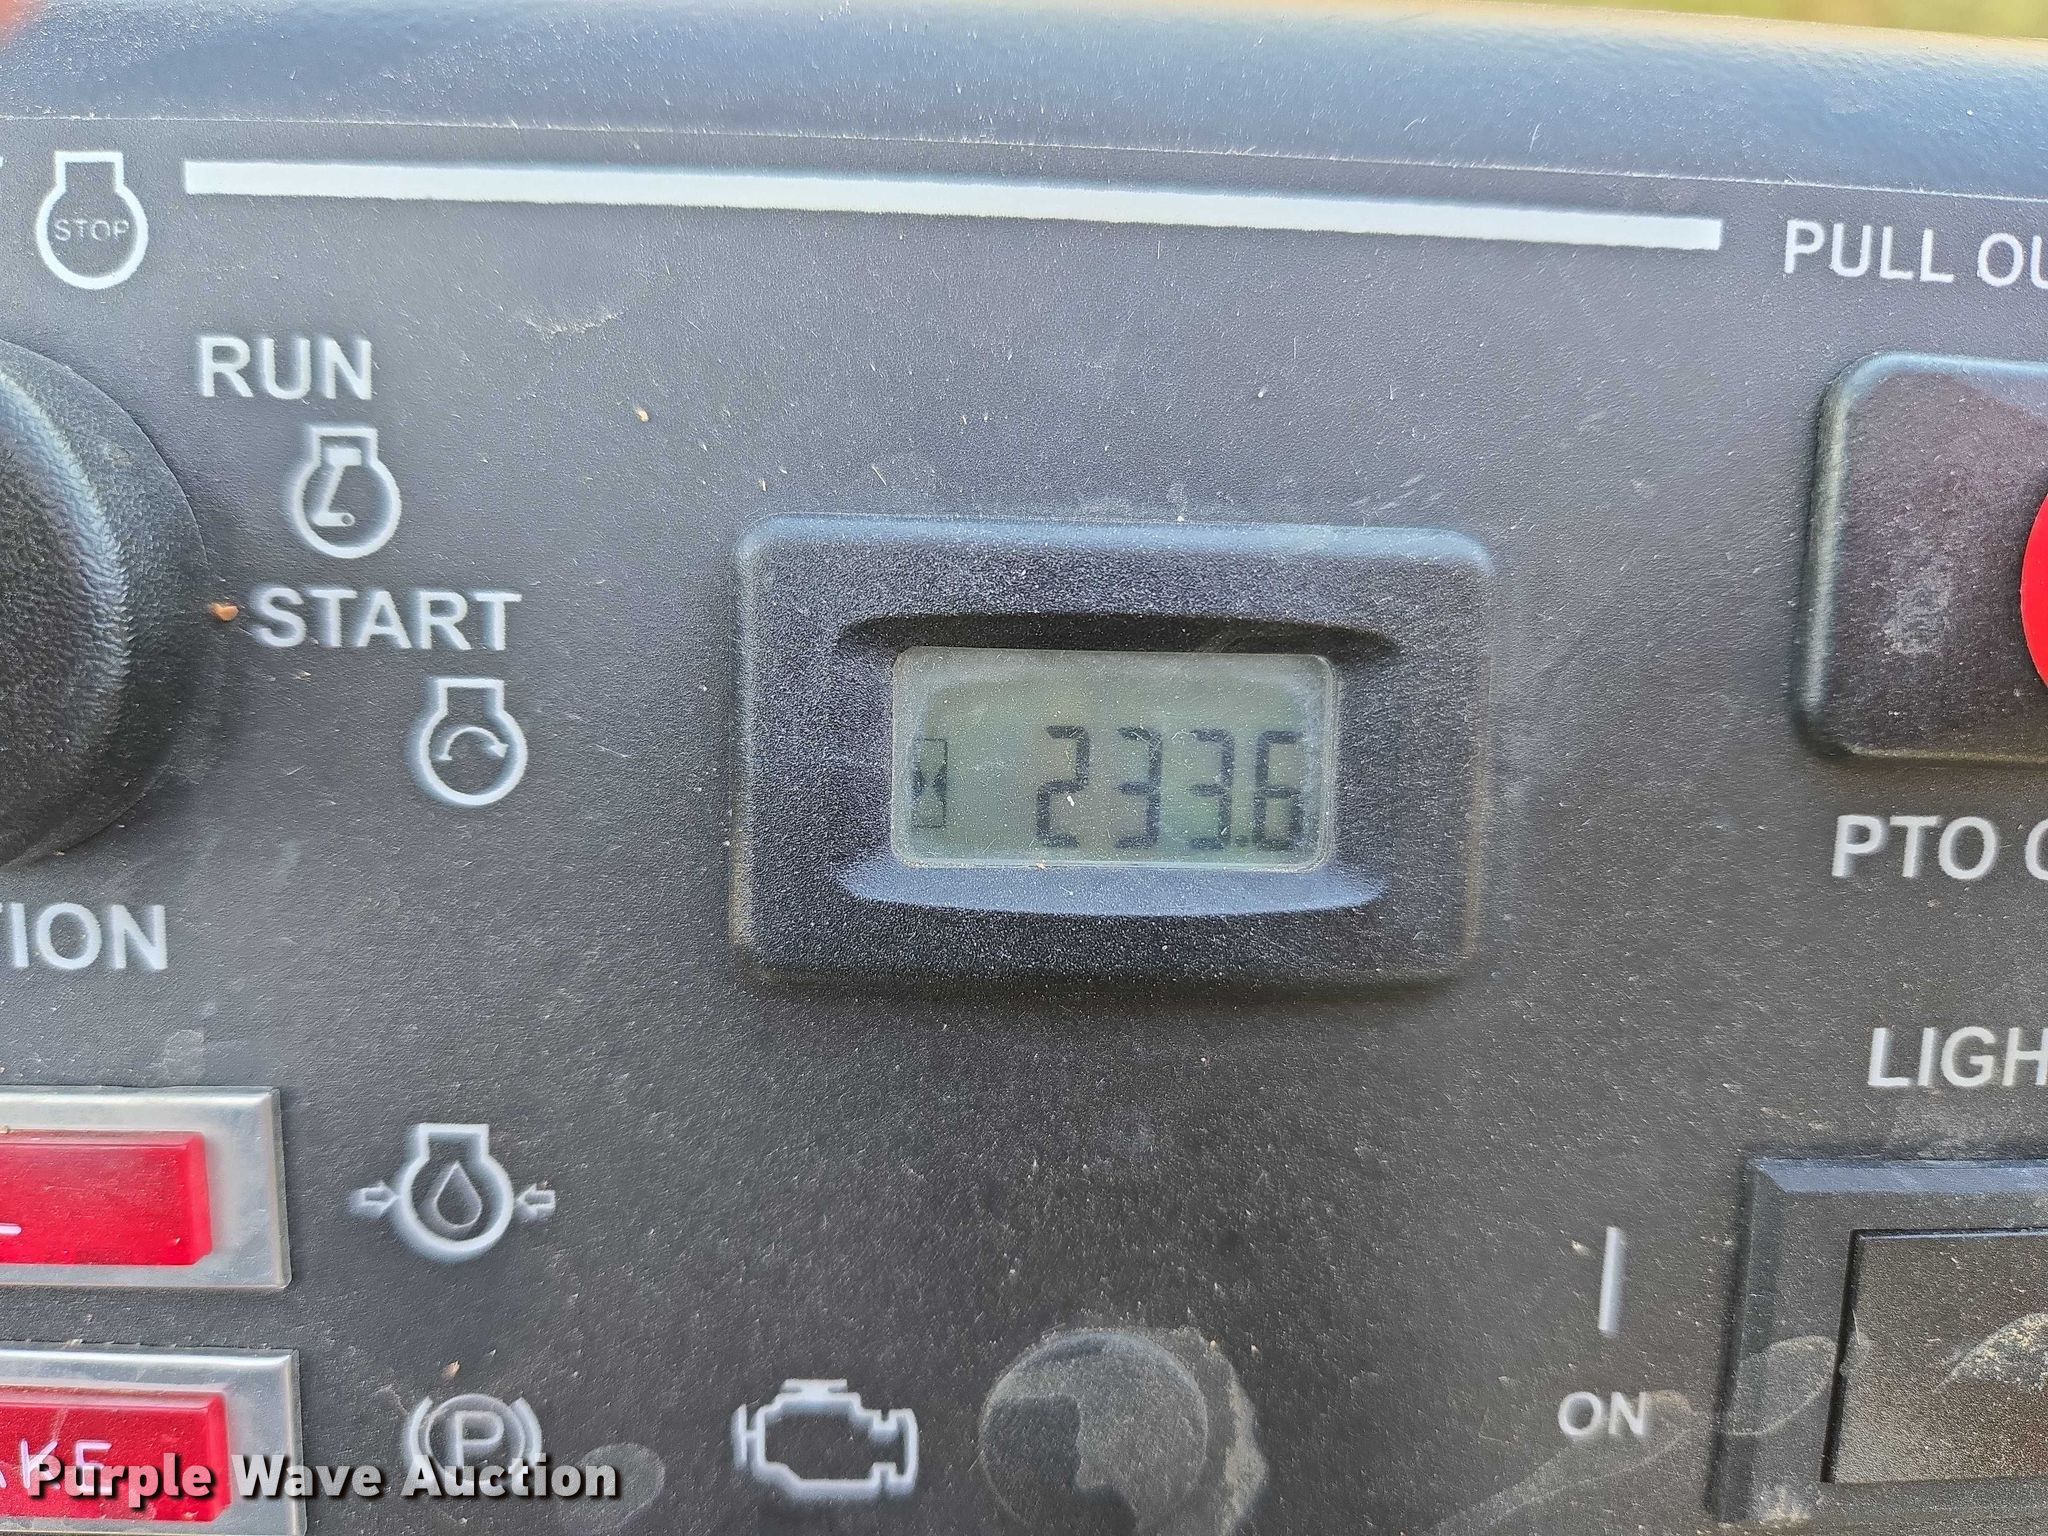 STOP
PULL OU
RUN
START
233.6
PTO
TION
LIGH
ON
P
Purple Wave Auction